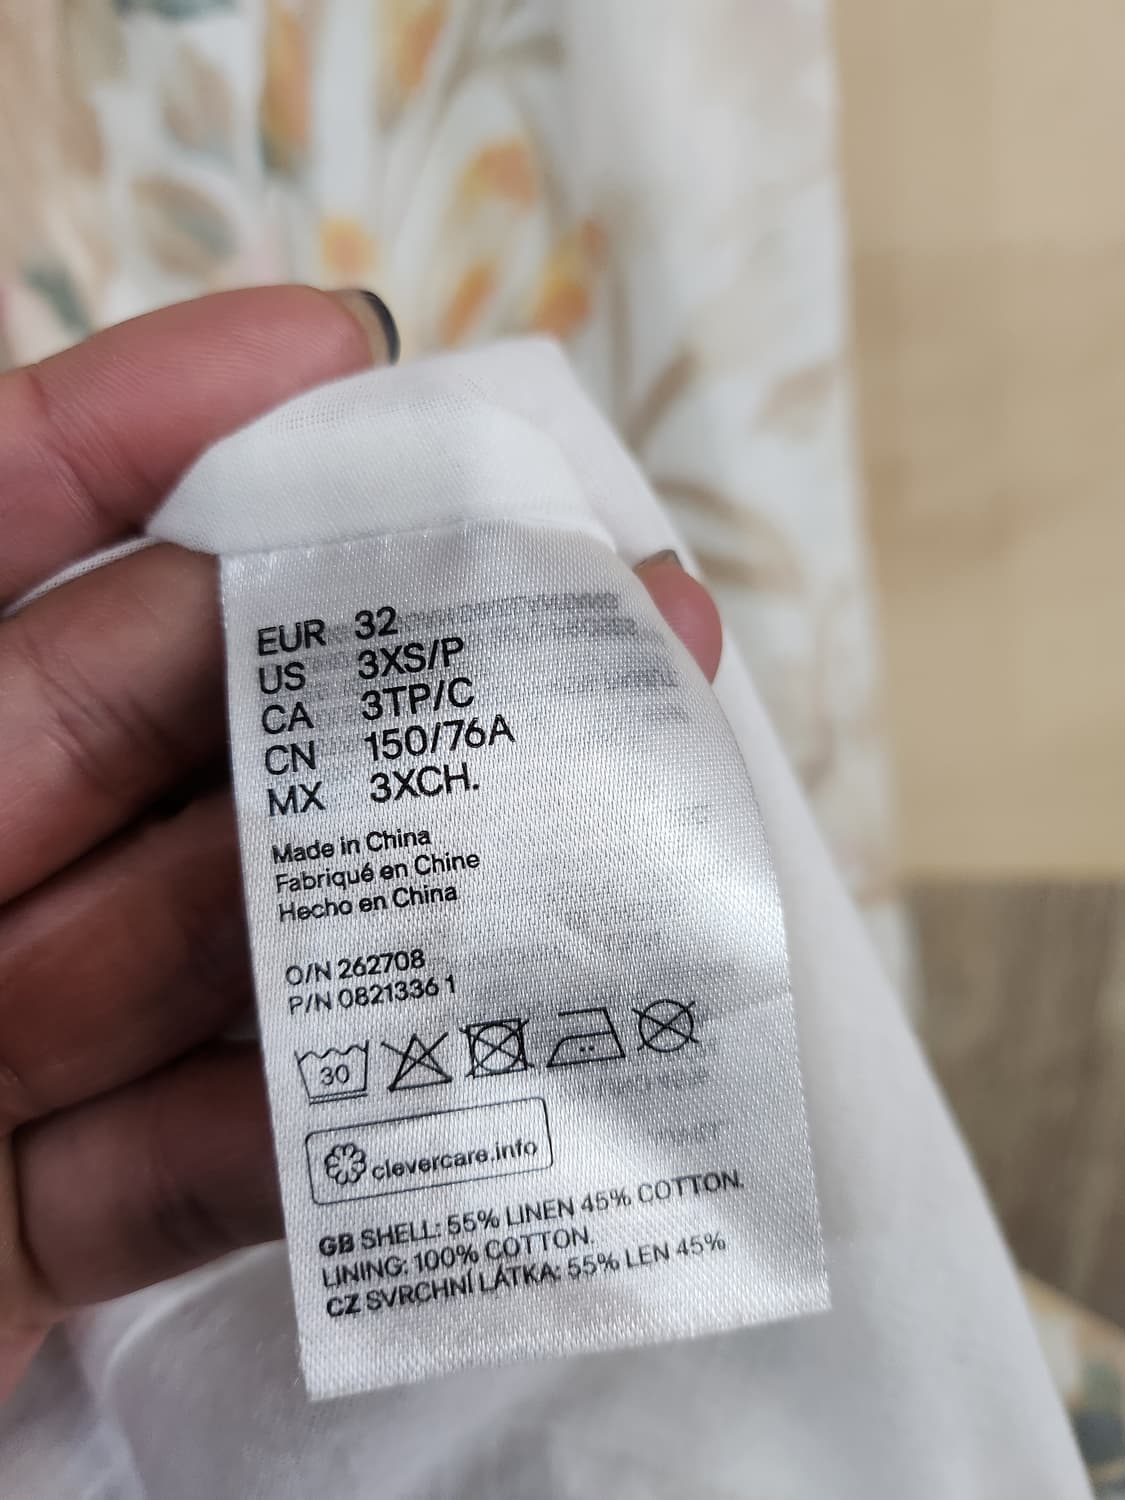 EUR 32
US 3XS/P
CA 3TP/C
CN 150/76A
MX 3XCH.
Made in China
Fabriqué en Chine
Hecho en China
O/N 262708
P/N 0821336 1
30
clevercare.info
GB SHELL: 55% LINEN 45% COTTON.
LINING: 100% COTTON.
CZ SVRCHNÍ LÁTKA: 55% LEN 45%